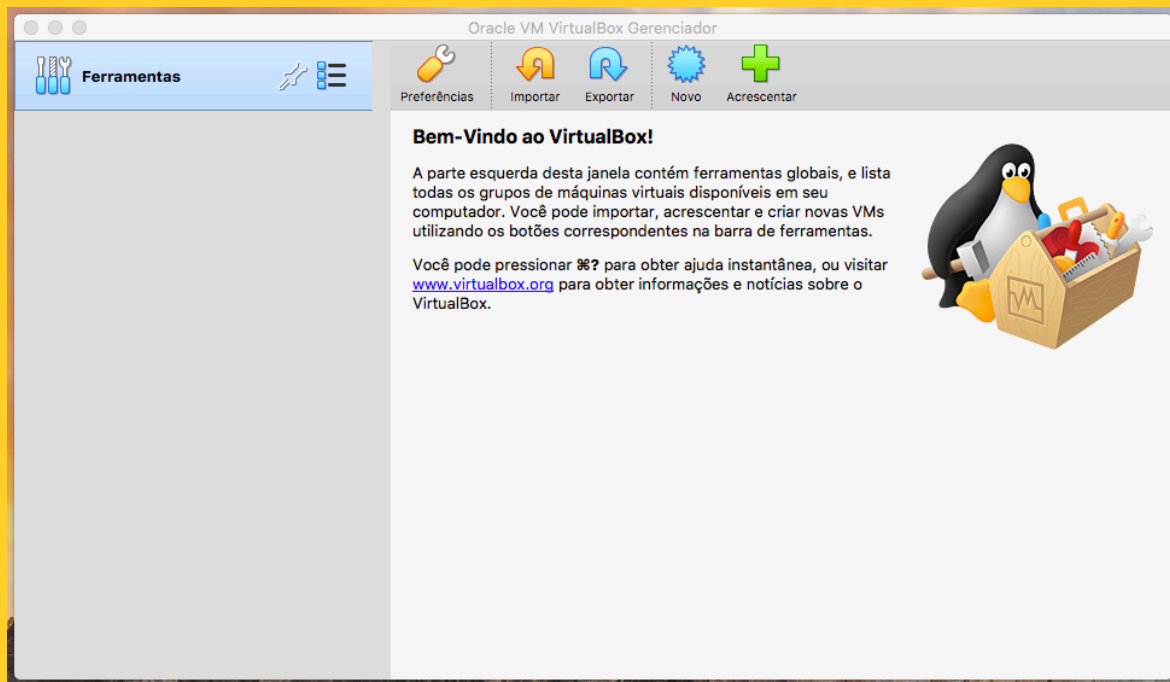 Oracle VM VirtualBox Gerenciador
Ferramentas
Preferências
Importar
Exportar
Novo
Acrescentar
Bem-Vindo ao VirtualBox!
A parte esquerda desta janela contém ferramentas globais, e lista
todas os grupos de máquinas virtuais disponíveis em seu
computador. Você pode importar, acrescentar e criar novas VMs
utilizando os botões correspondentes na barra de ferramentas.
Você pode pressionar ⌘? para obter ajuda instantânea, ou visitar
www.virtualbox.org para obter informações e notícias sobre o
VirtualBox.